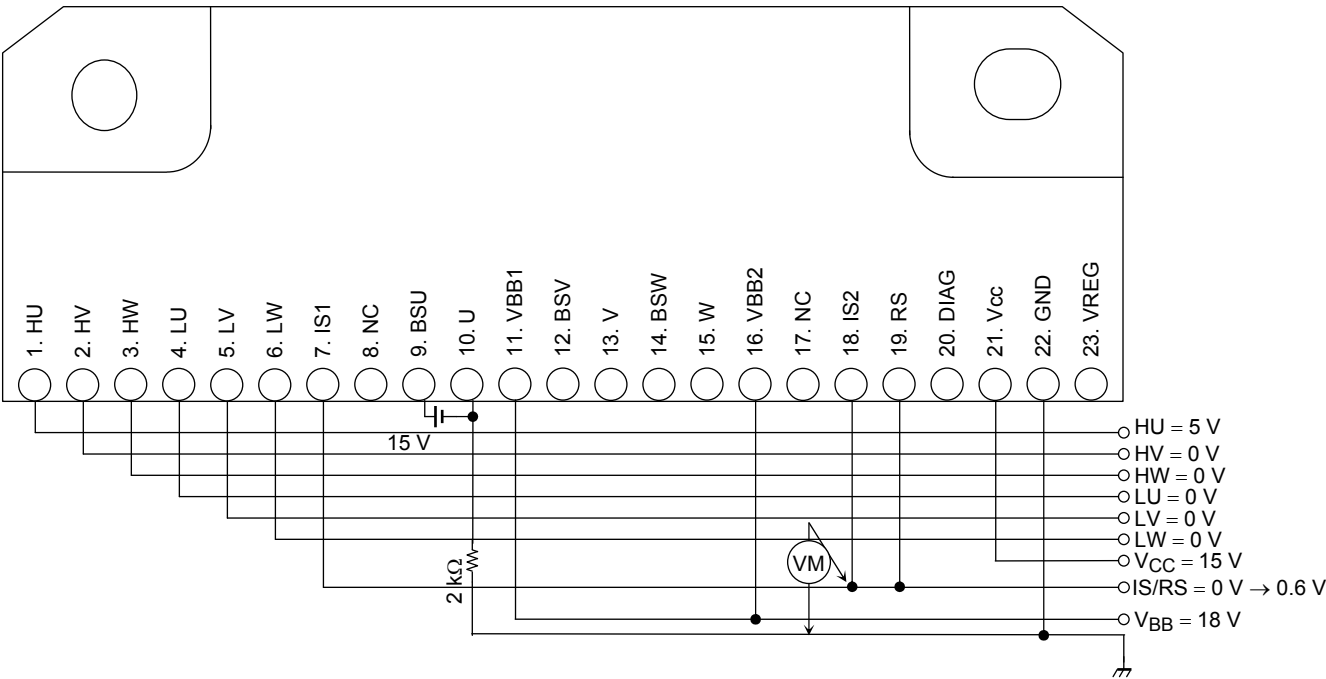 1. HU
2. HV
3. HW
4. LU
5. LV
6. LW
7. IS1
8. NC
9. BSU
10. U
11. VBB1
12. BSV
13. V
14. BSW
15. W
16. VBB2
17. NC
18. IS2
19. RS
20. DIAG
21. Vcc
22. GND
23. VREG
15 V
2 kΩ
VM
HU = 5 V
HV = 0 V
HW = 0 V
LU = 0 V
LV = 0 V
LW = 0 V
VCC = 15 V
IS/RS = 0 V → 0.6 V
VBB = 18 V